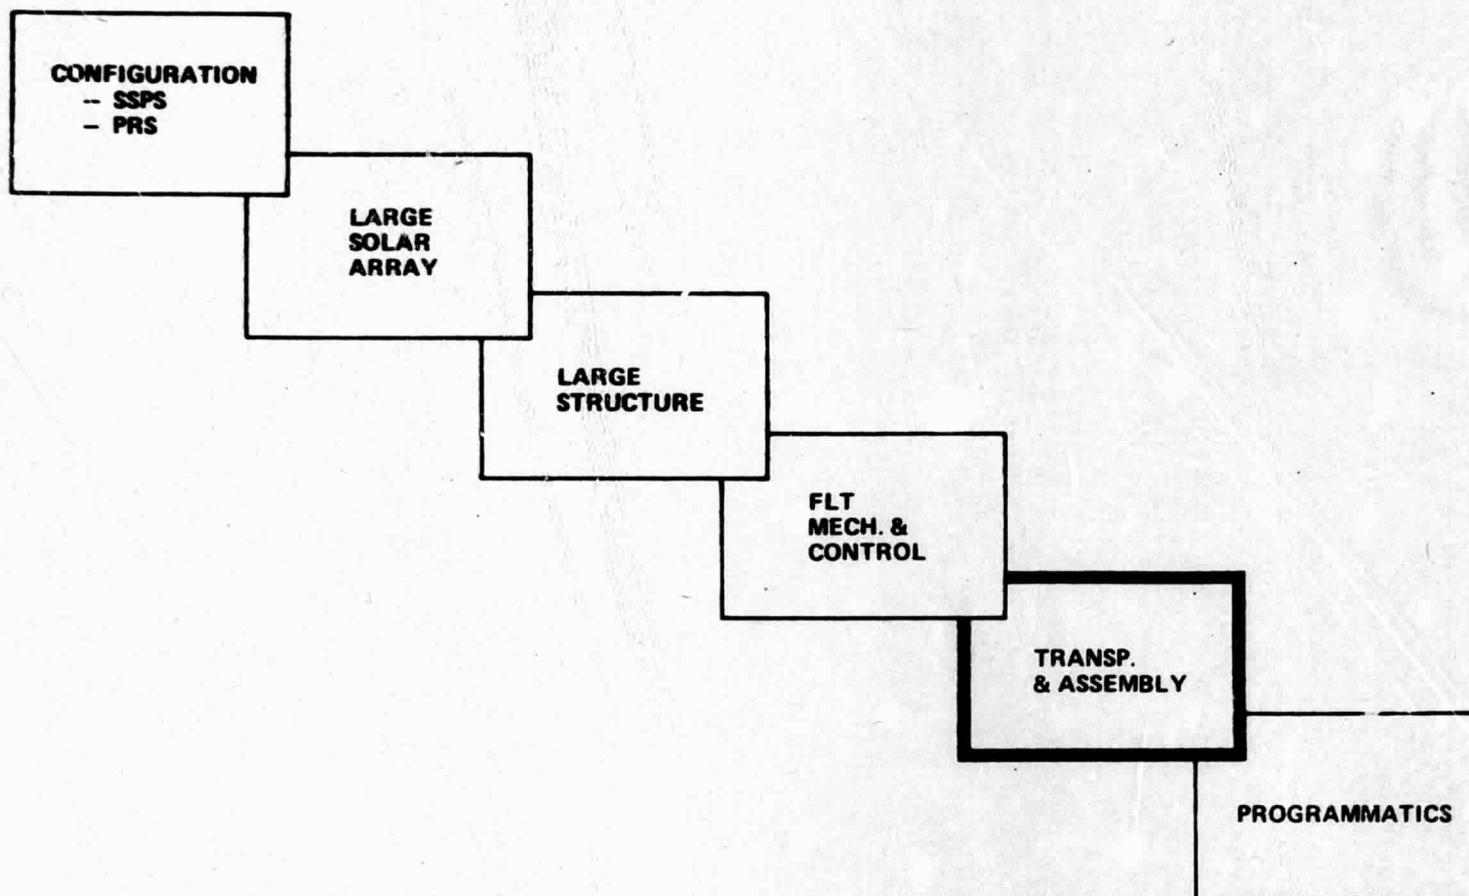 CONFIGURATION
-- SSPS
– PRS
LARGE
SOLAR
ARRAY
LARGE
STRUCTURE
FLT
MECH. &
CONTROL
TRANSP.
& ASSEMBLY
PROGRAMMATICS